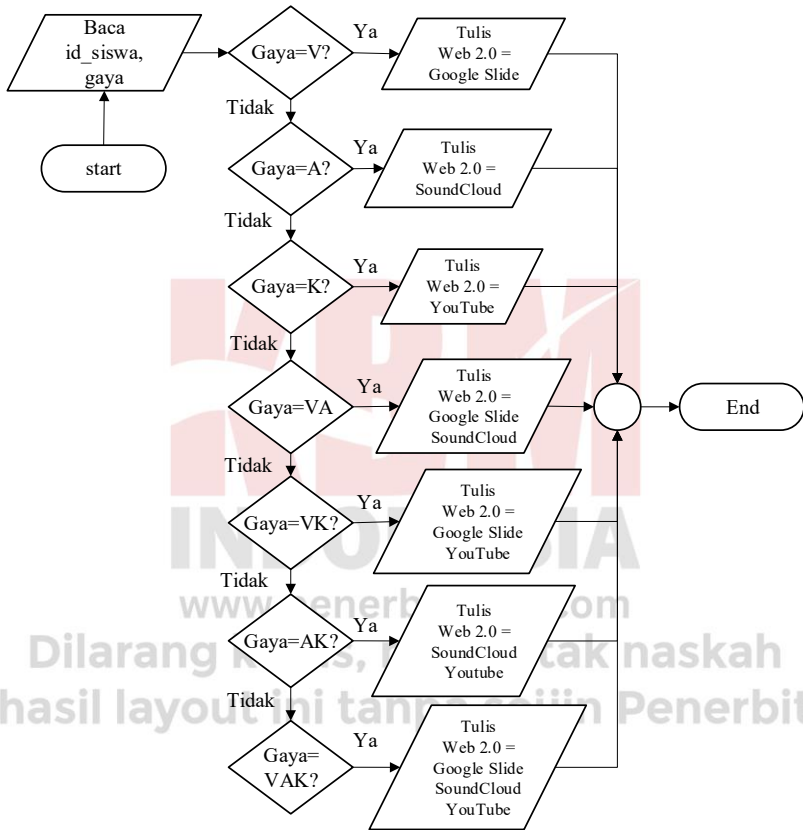 Baca
id_siswa,
gaya
start
Gaya=V?
Ya
Tulis
Web 2.0 =
Google Slide
Tidak
Gaya=A?
Ya
Tulis
Web 2.0 =
SoundCloud
Tidak
Gaya=K?
Ya
Tulis
Web 2.0 =
YouTube
Tidak
Gaya=VA
Ya
Tulis
Web 2.0 =
Google Slide
SoundCloud
End
Tidak
Gaya=VK?
Ya
Tulis
Web 2.0 =
Google Slide
YouTube
Tidak
Gaya=AK?
Ya
Tulis
Web 2.0 =
SoundCloud
Youtube
Tidak
Gaya=
VAK?
Ya
Tulis
Web 2.0 =
Google Slide
SoundCloud
YouTube
KBM
INDONESIA
Dilarang naskah
hasil layout ini tanpa seijin Penerbit